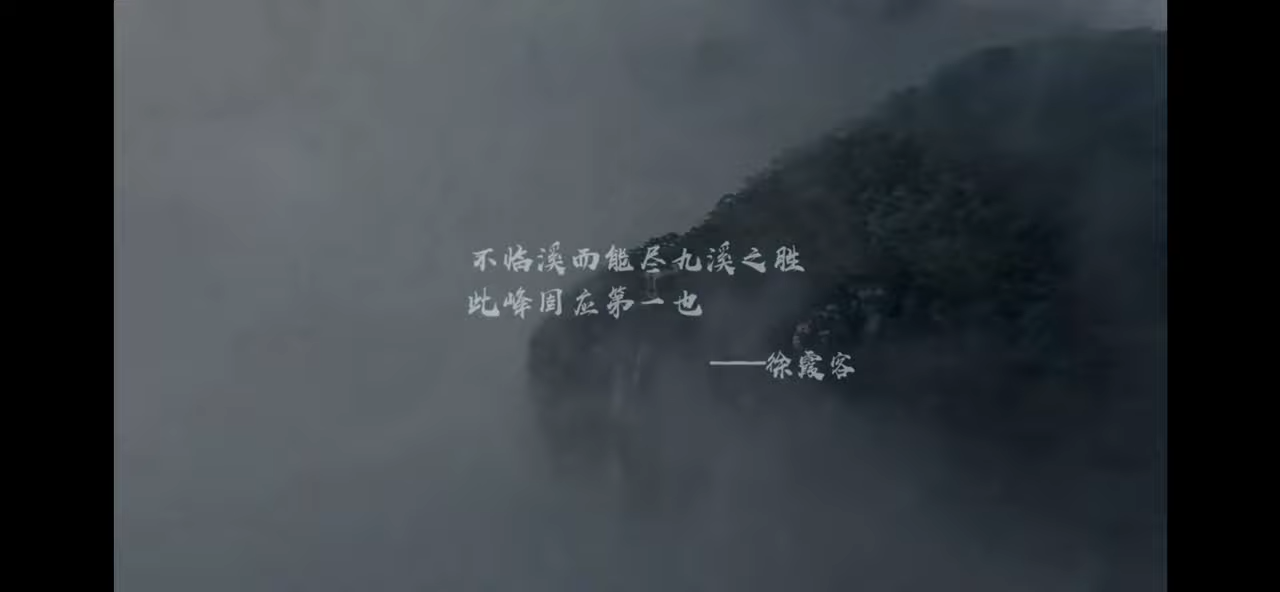 不临溪而能尽九溪之胜
此峰固应第一也
——徐霞客